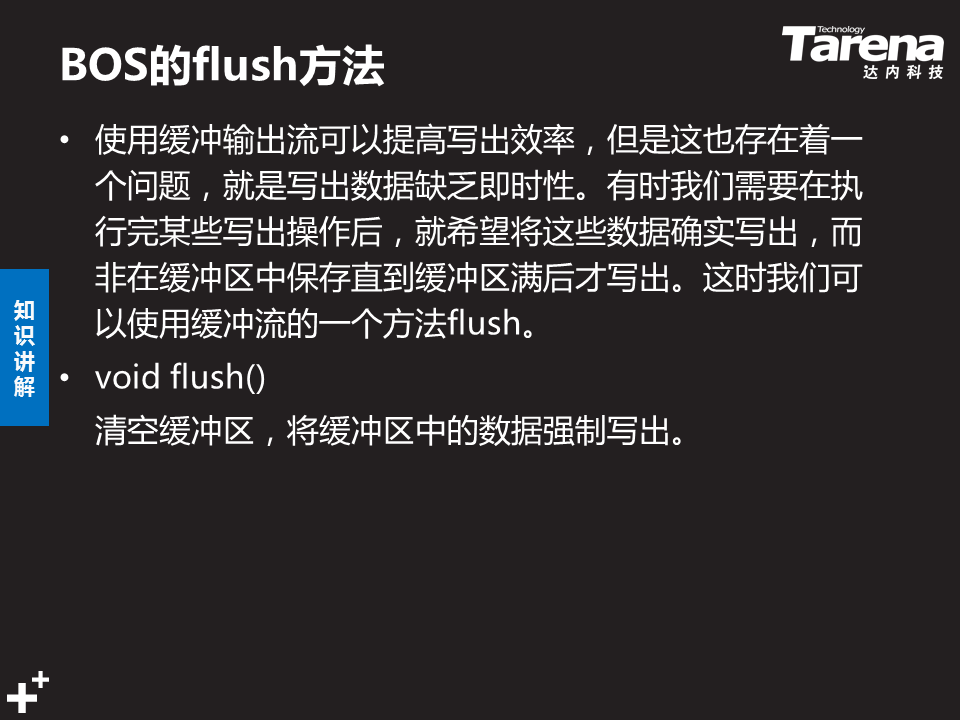 BOS的flush方法
Technology
Tarena
达内科技
• 使用缓冲输出流可以提高写出效率，但是这也存在着一
个问题，就是写出数据缺乏即时性。有时我们需要在执
行完某些写出操作后，就希望将这些数据确实写出，而
非在缓冲区中保存直到缓冲区满后才写出。这时我们可
以使用缓冲流的一个方法flush。
• void flush()
清空缓冲区，将缓冲区中的数据强制写出。
知
识
讲
解